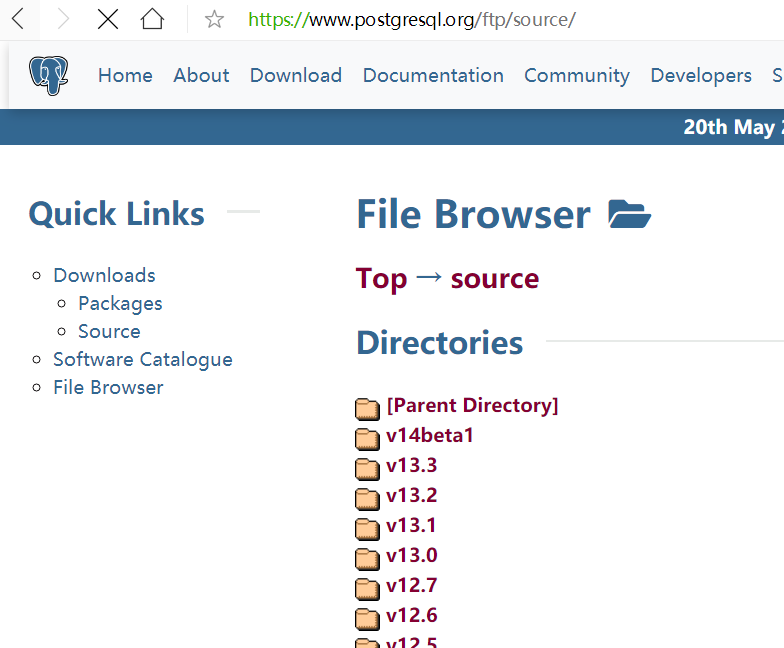 https://www.postgresql.org/ftp/source/
Home About Download Documentation Community Developers
20th May
Quick Links
Downloads
Packages
Source
Software Catalogue
File Browser
File Browser
Top → source
Directories
[Parent Directory]
v14beta1
v13.3
v13.2
v13.1
v13.0
v12.7
v12.6
v12.5